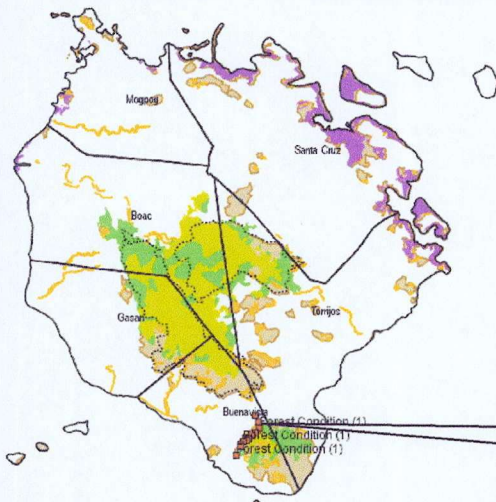 Mogpog
Santa Cruz
Boac
Gasan
Torrijos
Buenavista
Forest Condition (1)
Forest Condition (1)
Forest Condition (1)